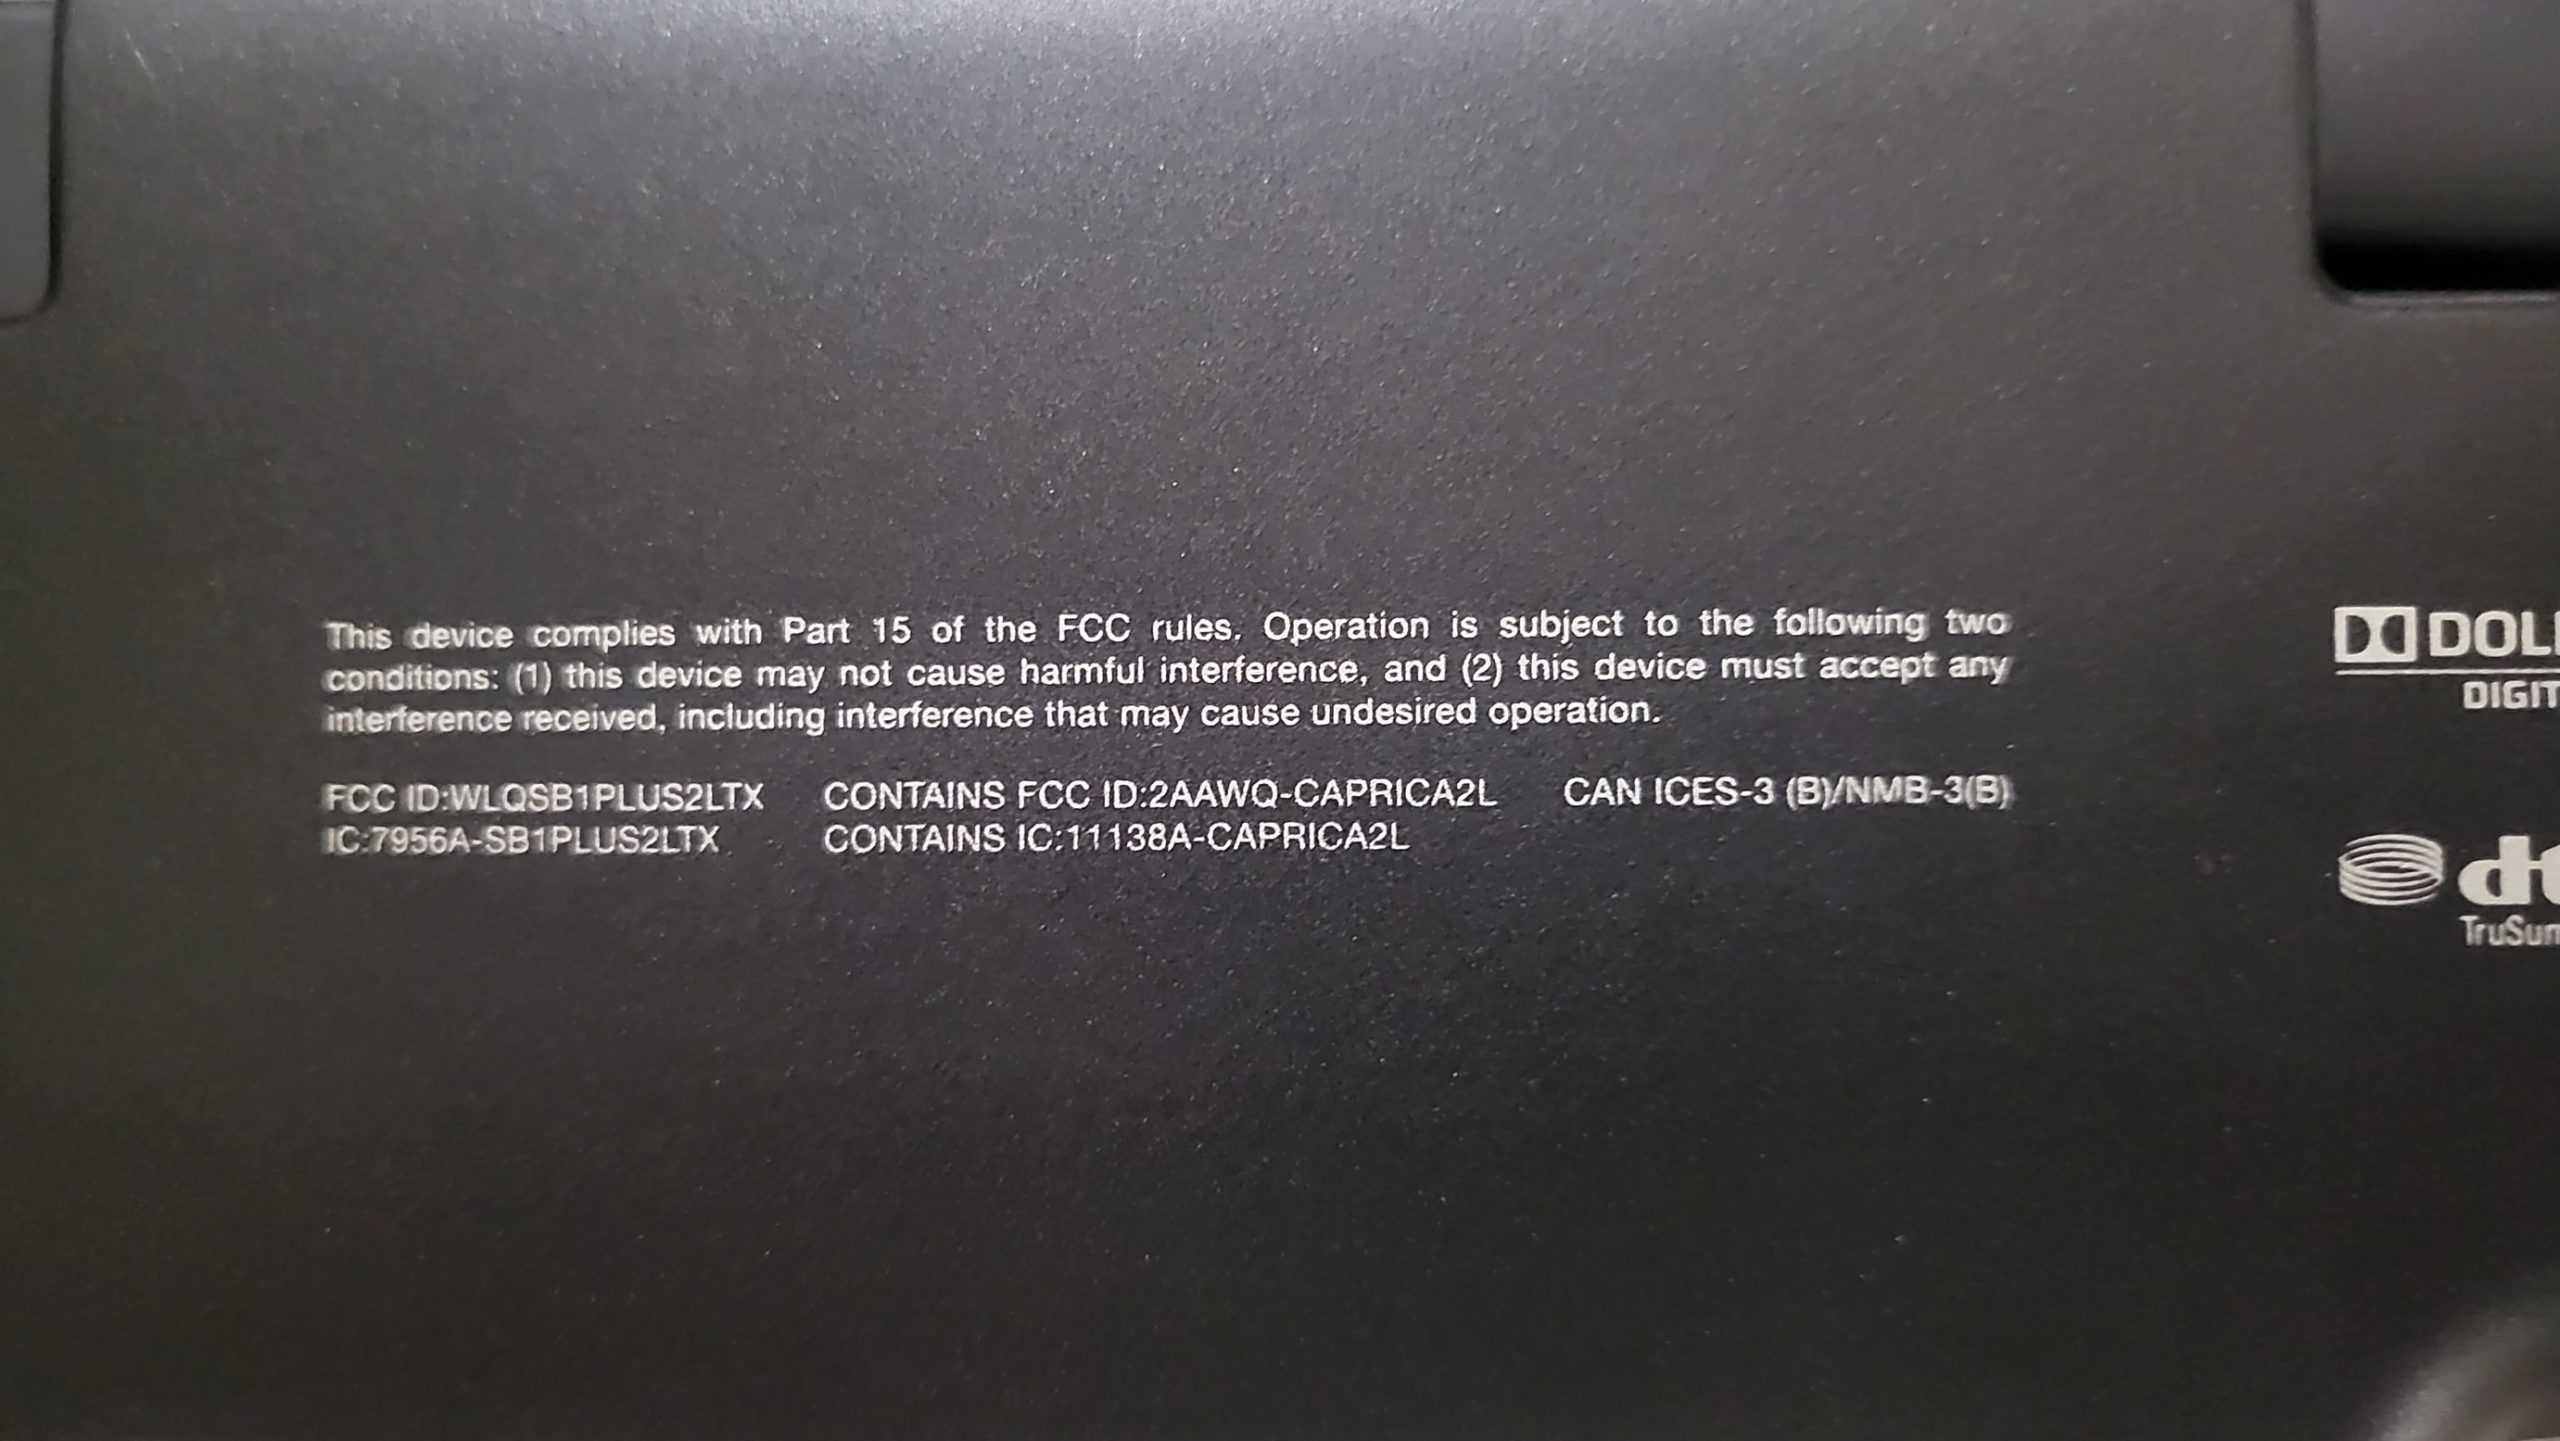 This device complies with Part 15 of the FCC rules. Operation is subject to the following two
conditions: (1) this device may not cause harmful interference, and (2) this device must accept any
interference received, including interference that may cause undesired operation.
FCC ID:WLQSB1PLUS2LTX CONTAINS FCC ID:2AAWQ-CAPRICA2L CAN ICES-3 (B)/NMB-3(B)
IC:7956A-SB1PLUS2LTX CONTAINS IC:11138A-CAPRICA2L
DOL
DIGIT
dt
TruSur